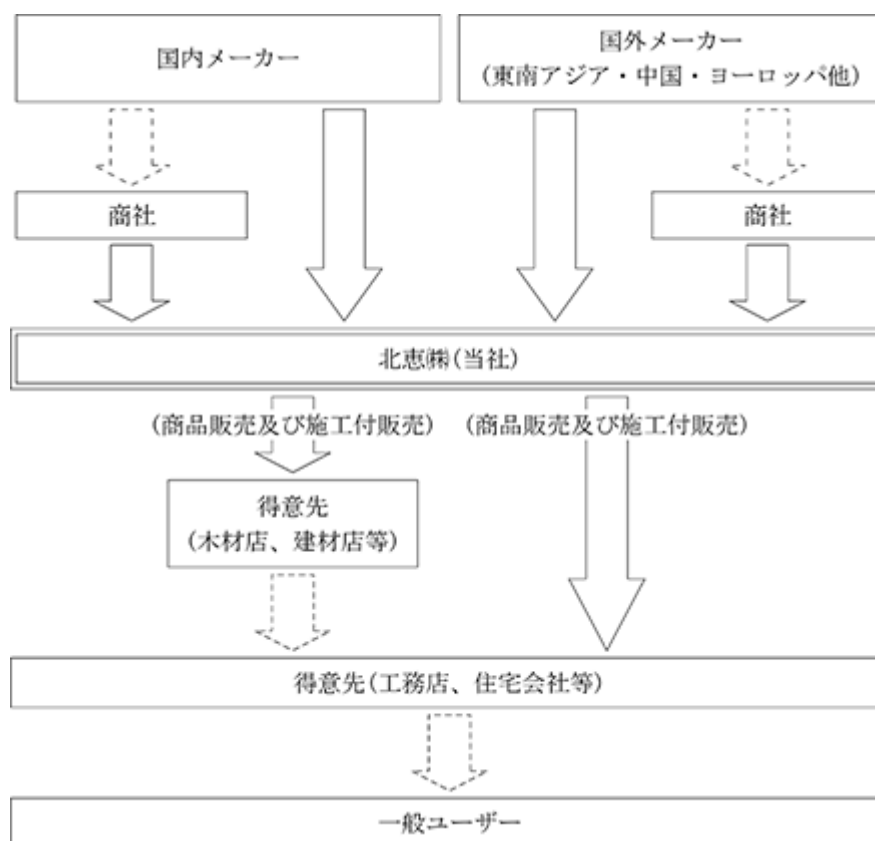 国内メーカー
国外メーカー
(東南アジア・中国・ヨーロッパ他)
商社
商社
北恵㈱(当社)
(商品販売及び施工付販売)
(商品販売及び施工付販売)
得意先
(木材店、建材店等)
得意先(工務店、住宅会社等)
一般ユーザー